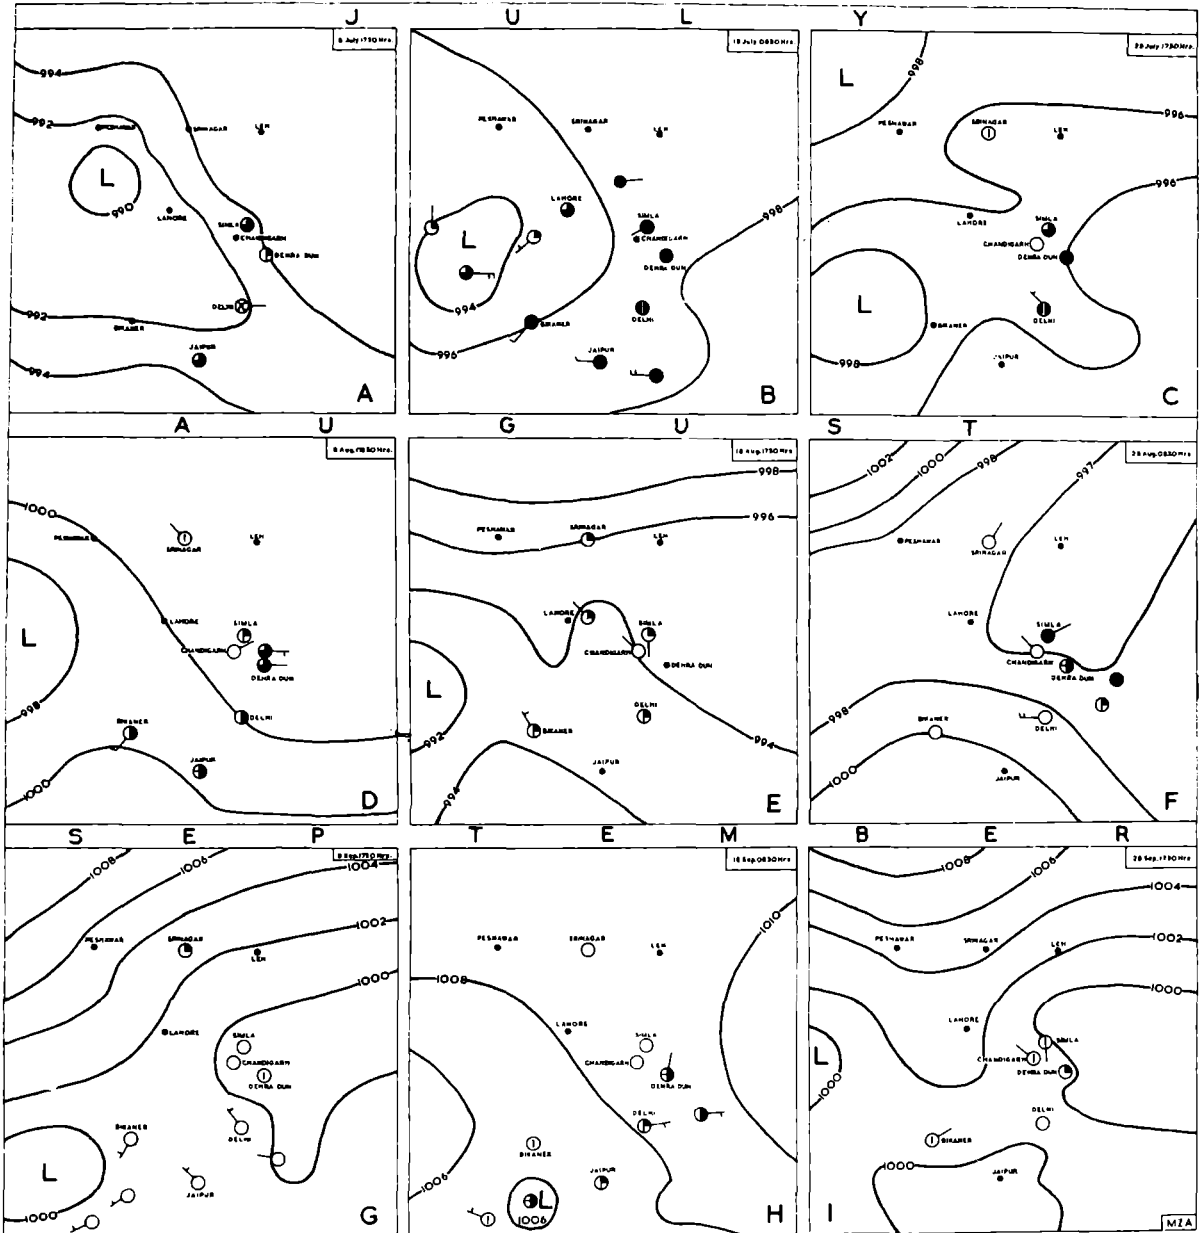 J U L Y
8 July 1730 Hrs.
994
992
PESHAWAR
SRINAGAR
LEH
L
990
LAHORE
SIMLA
CHANDIGARH
DEHRA DUN
DELHI
992
BIKANER
JAIPUR
994
A
18 July 0830 Hrs.
PESHAWAR
SRINAGAR
LEH
998
LAHORE
SIMLA
CHANDIGARH
L
DEHRA DUN
994
DELHI
BIKANER
996
JAIPUR
B
28 July 1730 Hrs.
998
L
996
PESHAWAR
SRINAGAR
LEH
996
LAHORE
SIMLA
CHANDIGARH
DEHRA DUN
L
DELHI
BIKANER
998
JAIPUR
C
A U G U S T
1000
PESHAWAR
SRINAGAR
LEH
LAHORE
L
SIMLA
CHANDIGARH
DEHRA DUN
998
DELHI
BIKANER
JAIPUR
1000
D
18 Aug. 1730 Hrs.
998
996
PESHAWAR
SRINAGAR
LEH
LAHORE
SIMLA
CHANDIGARH
DEHRA DUN
L
DELHI
992
BIKANER
994
JAIPUR
994
E
28 Aug. 0830 Hrs
1002
1000
998
997
PESHAWAR
SRINAGAR
LEH
LAHORE
SIMLA
CHANDIGARH
DEHRA DUN
998
BIKANER
DELHI
1000
JAIPUR
F
S E P T E M B E R
8 Sep. 1730 Hrs.
1008
1006
1004
PESHAWAR
SRINAGAR
1002
LEH
1000
LAHORE
SIMLA
CHANDIGARH
DEHRA DUN
BIKANER
DELHI
L
JAIPUR
1000
G
18 Sep. 0830 Hrs
1010
PESHAWAR
SRINAGAR
LEH
1008
LAHORE
SIMLA
CHANDIGARH
DEHRA DUN
DELHI
BIKANER
1006
JAIPUR
L
1006
H
28 Sep. 1730 Hrs
1008
1006
1004
PESHAWAR
SRINAGAR
LEH
1002
1000
LAHORE
SIMLA
L
CHANDIGARH
DEHRA DUN
1000
DELHI
BIKANER
1000
JAIPUR
I
MZA